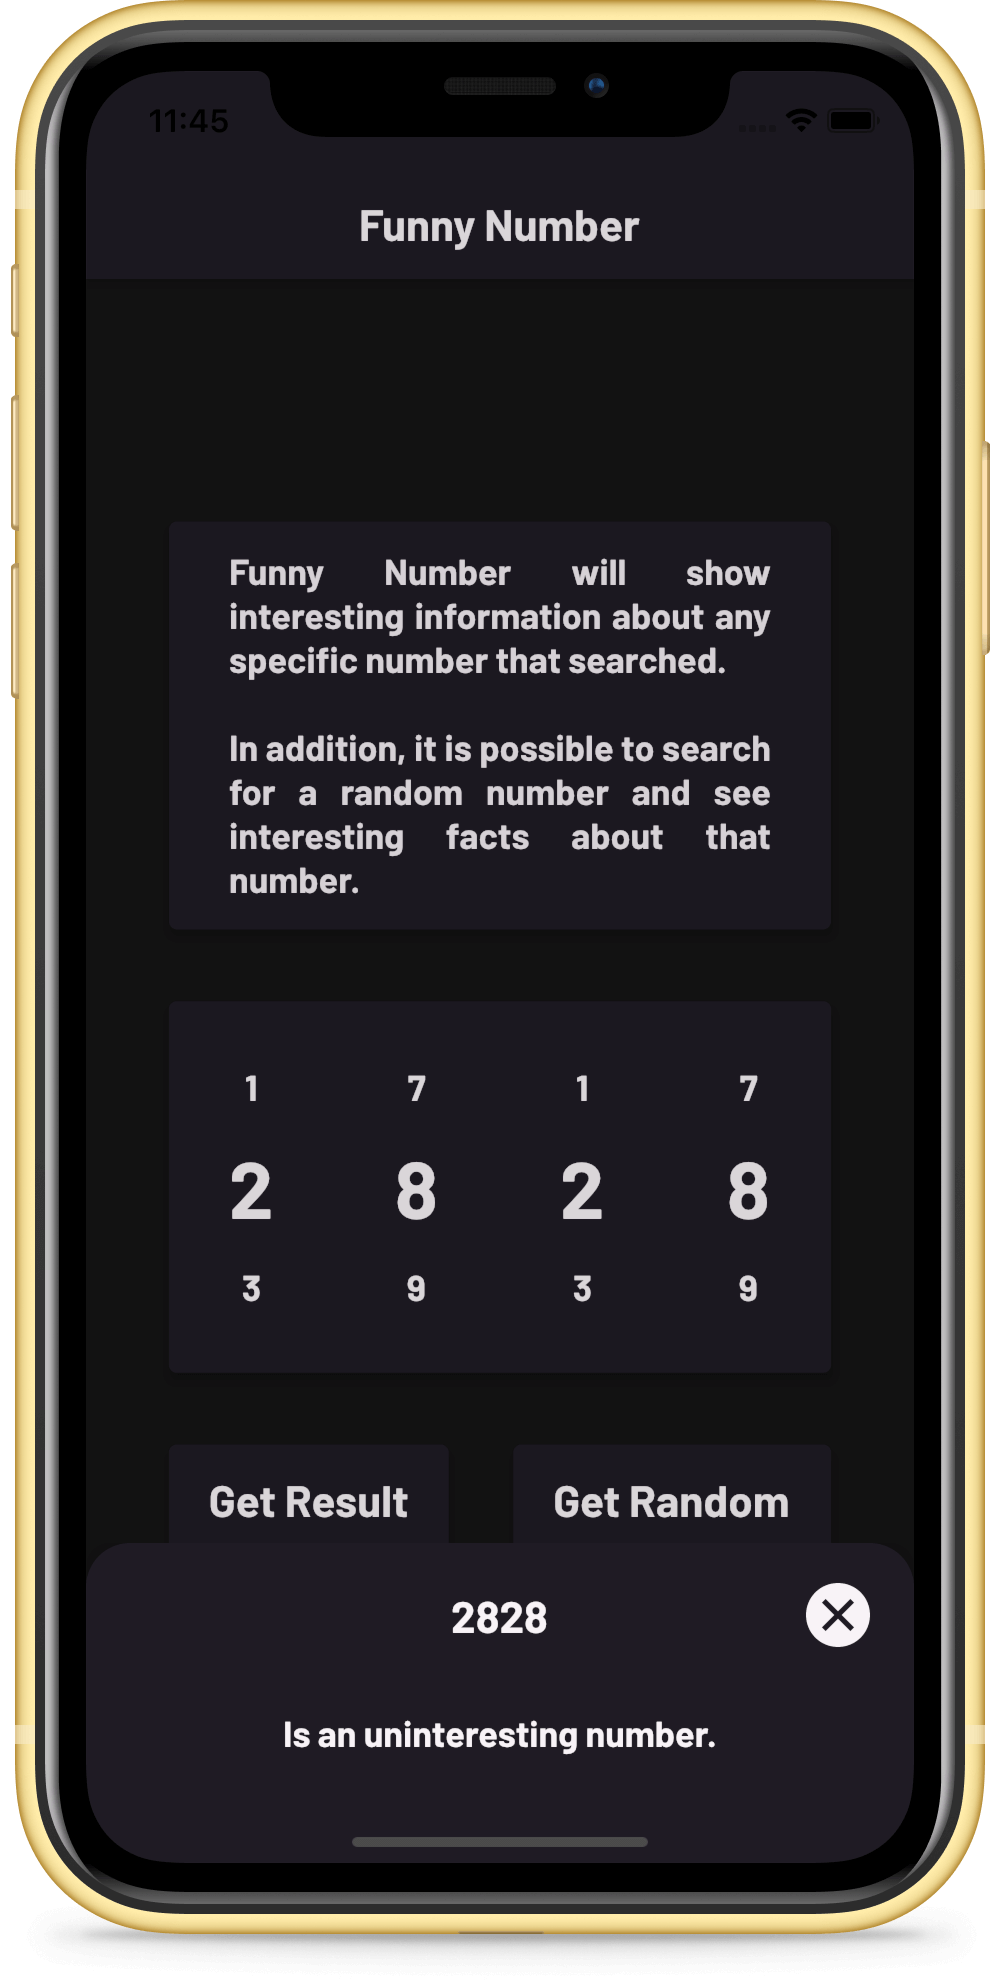 11:45
Funny Number
Funny Number will show
interesting information about any
specific number that searched.
In addition, it is possible to search
for a random number and see
interesting facts about that
number.
1 7 1 7
2 8 2 8
3 9 3 9
Get Result Get Random
2828
Is an uninteresting number.